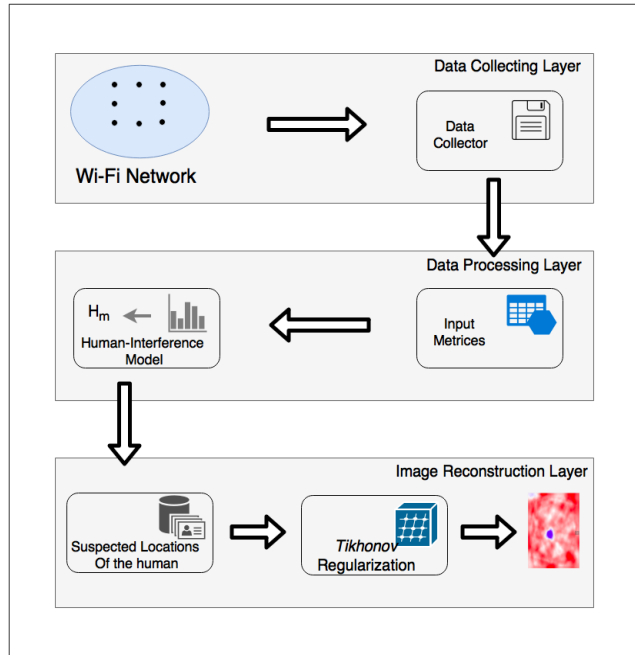 Data Collecting Layer
Wi-Fi Network
Data
Collector
Data Processing Layer
Hm
Human-Interference
Model
Input
Metrices
Image Reconstruction Layer
Suspected Locations
Of the human
Tikhonov
Regularization